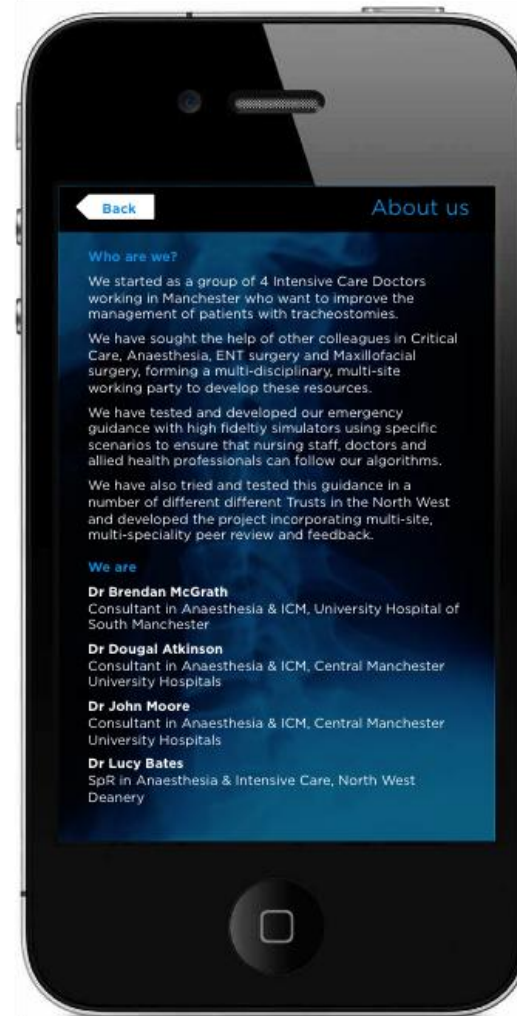 Back
About us
Who are we?
We started as a group of 4 Intensive Care Doctors
working in Manchester who want to improve the
management of patients with tracheostomies.
We have sought the help of other colleagues in Critical
Care, Anaesthesia, ENT surgery and Maxillofacial
surgery, forming a multi-disciplinary, multi-site
working party to develop these resources.
We have tested and developed our emergency
guidance with high fideltiy simulators using specific
scenarios to ensure that nursing staff, doctors and
allied health professionals can follow our algorithms.
We have also tried and tested this guidance in a
number of different different Trusts in the North West
and developed the project incorporating multi-site,
multi-speciality peer review and feedback.
We are
Dr Brendan McGrath
Consultant in Anaesthesia & ICM, University Hospital of
South Manchester
Dr Dougal Atkinson
Consultant in Anaesthesia & ICM, Central Manchester
University Hospitals
Dr John Moore
Consultant in Anaesthesia & ICM, Central Manchester
University Hospitals
Dr Lucy Bates
SpR in Anaesthesia & Intensive Care, North West
Deanery